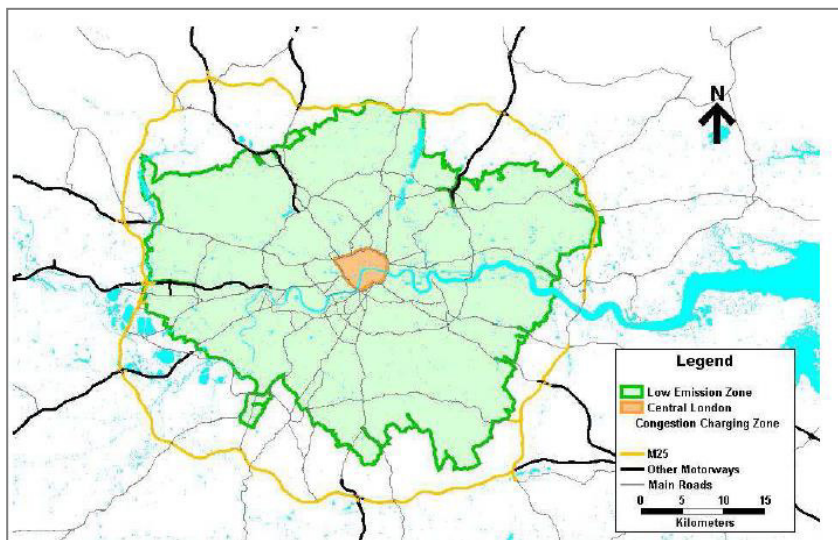 N
Legend
Low Emission Zone
Central London
Congestion Charging Zone
M25
Other Motorways
Main Roads
0 5 10 15
Kilometers